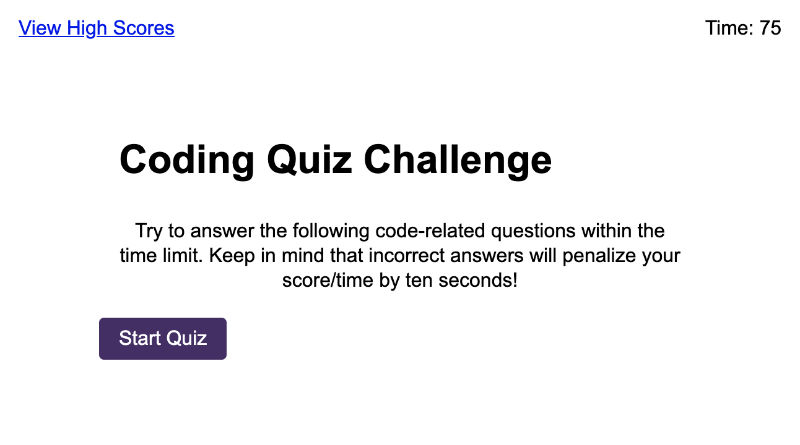 View High Scores
Time: 75
Coding Quiz Challenge
Try to answer the following code-related questions within the
time limit. Keep in mind that incorrect answers will penalize your
score/time by ten seconds!
Start Quiz